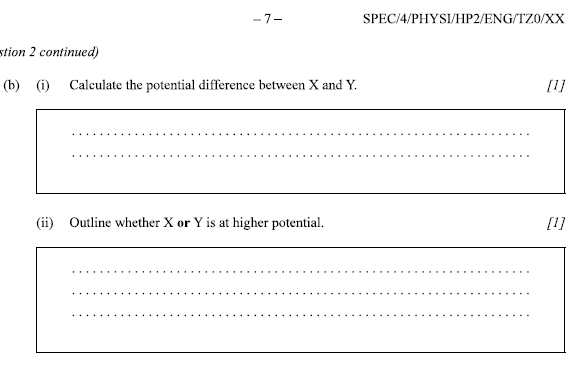 – 7 – SPEC/4/PHYSI/HP2/ENG/TZ0/XX
stion 2 continued)
(b) (i) Calculate the potential difference between X and Y. [1]
(ii) Outline whether X or Y is at higher potential. [1]